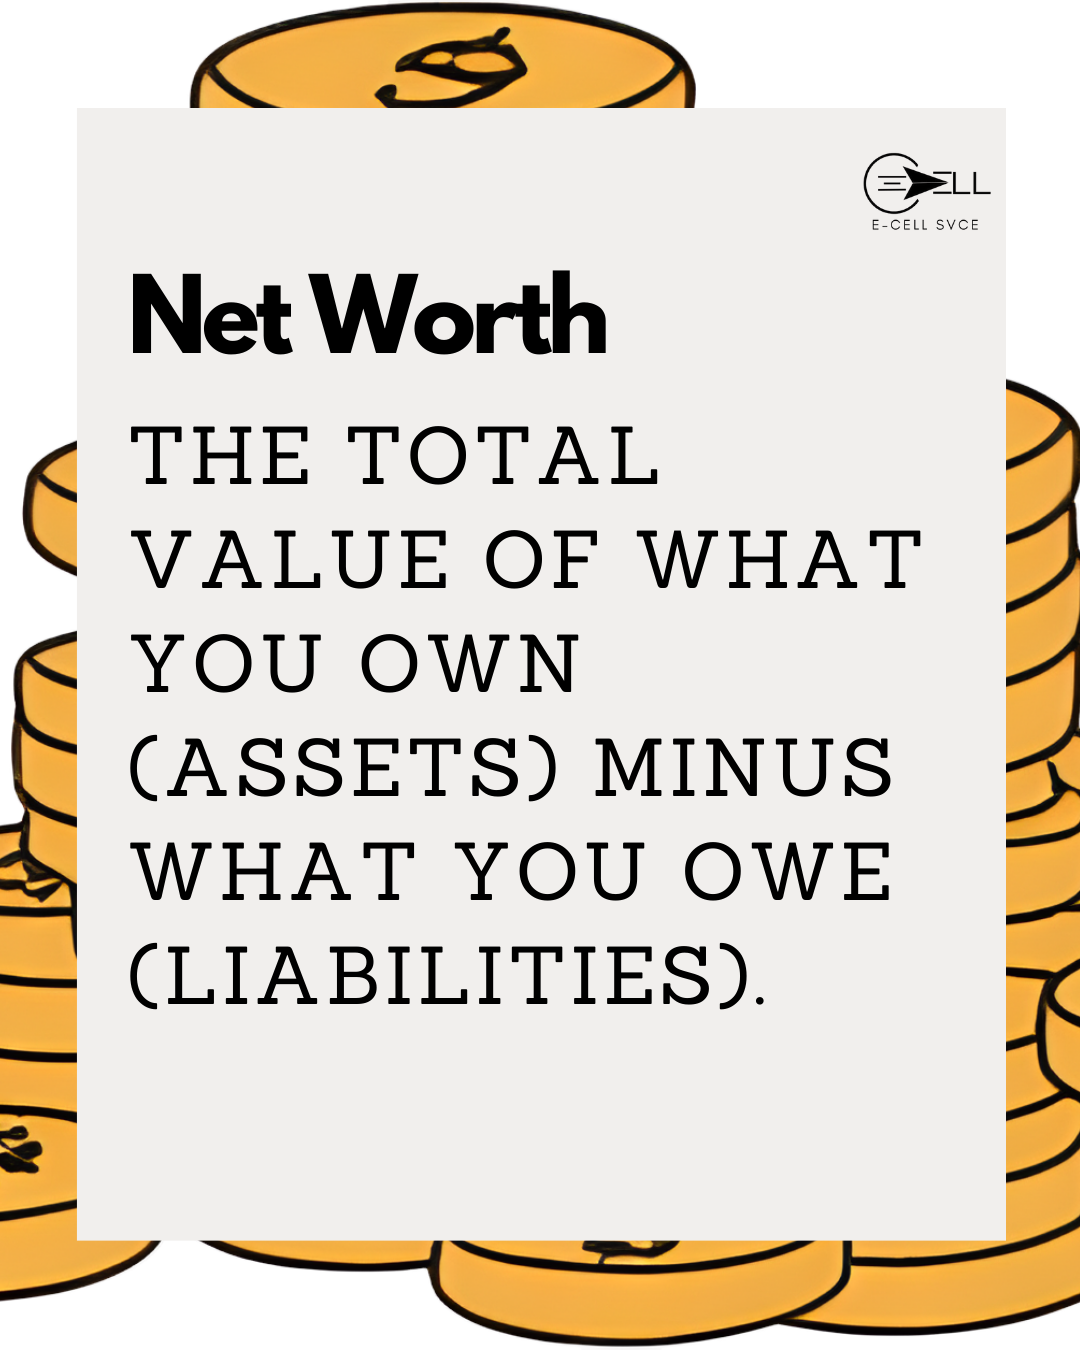 ELL
E-CELL SVCE
Net Worth
THE TOTAL
VALUE OF WHAT
YOU OWN
(ASSETS) MINUS
WHAT YOU OWE
(LIABILITIES).